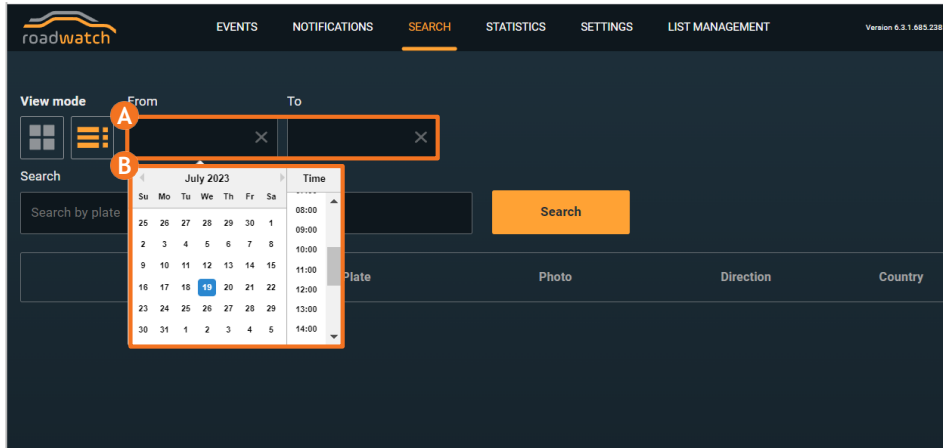 roadwatch
EVENTS NOTIFICATIONS SEARCH STATISTICS SETTINGS LIST MANAGEMENT Version 6.3.1.685.238
View mode From To
A
B
Search
Search by plate
Search
July 2023 Time
Su Mo Tu We Th Fr Sa
25 26 27 28 29 30 1
2 3 4 5 6 7 8
9 10 11 12 13 14 15
16 17 18 19 20 21 22
23 24 25 26 27 28 29
30 31 1 2 3 4 5
08:00
09:00
10:00
11:00
12:00
13:00
14:00
Plate Photo Direction Country